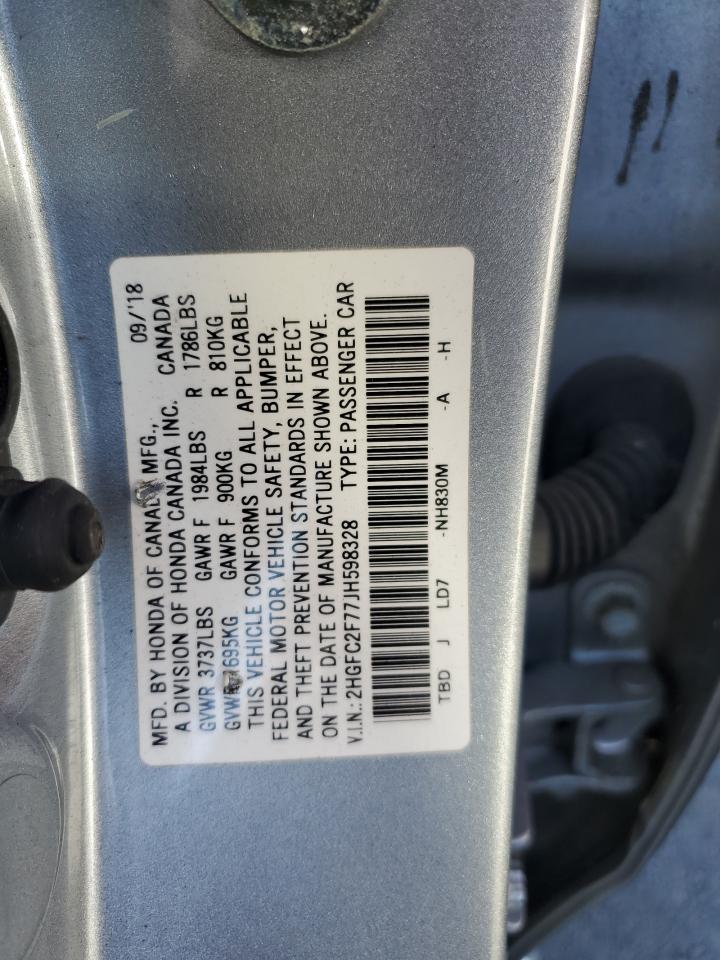 MFD. BY HONDA OF CANADA MFG., 09/'18
A DIVISION OF HONDA CANADA INC. CANADA
GVWR 3737LBS GAWR F 1984LBS R 1786LBS
GVWR 1695KG GAWR F 900KG R 810KG
THIS VEHICLE CONFORMS TO ALL APPLICABLE
FEDERAL MOTOR VEHICLE SAFETY, BUMPER,
AND THEFT PREVENTION STANDARDS IN EFFECT
ON THE DATE OF MANUFACTURE SHOWN ABOVE.
V.I.N.: 2HGFC2F77JH598328 TYPE: PASSENGER CAR
TBD J LD7 -NH830M -A -H